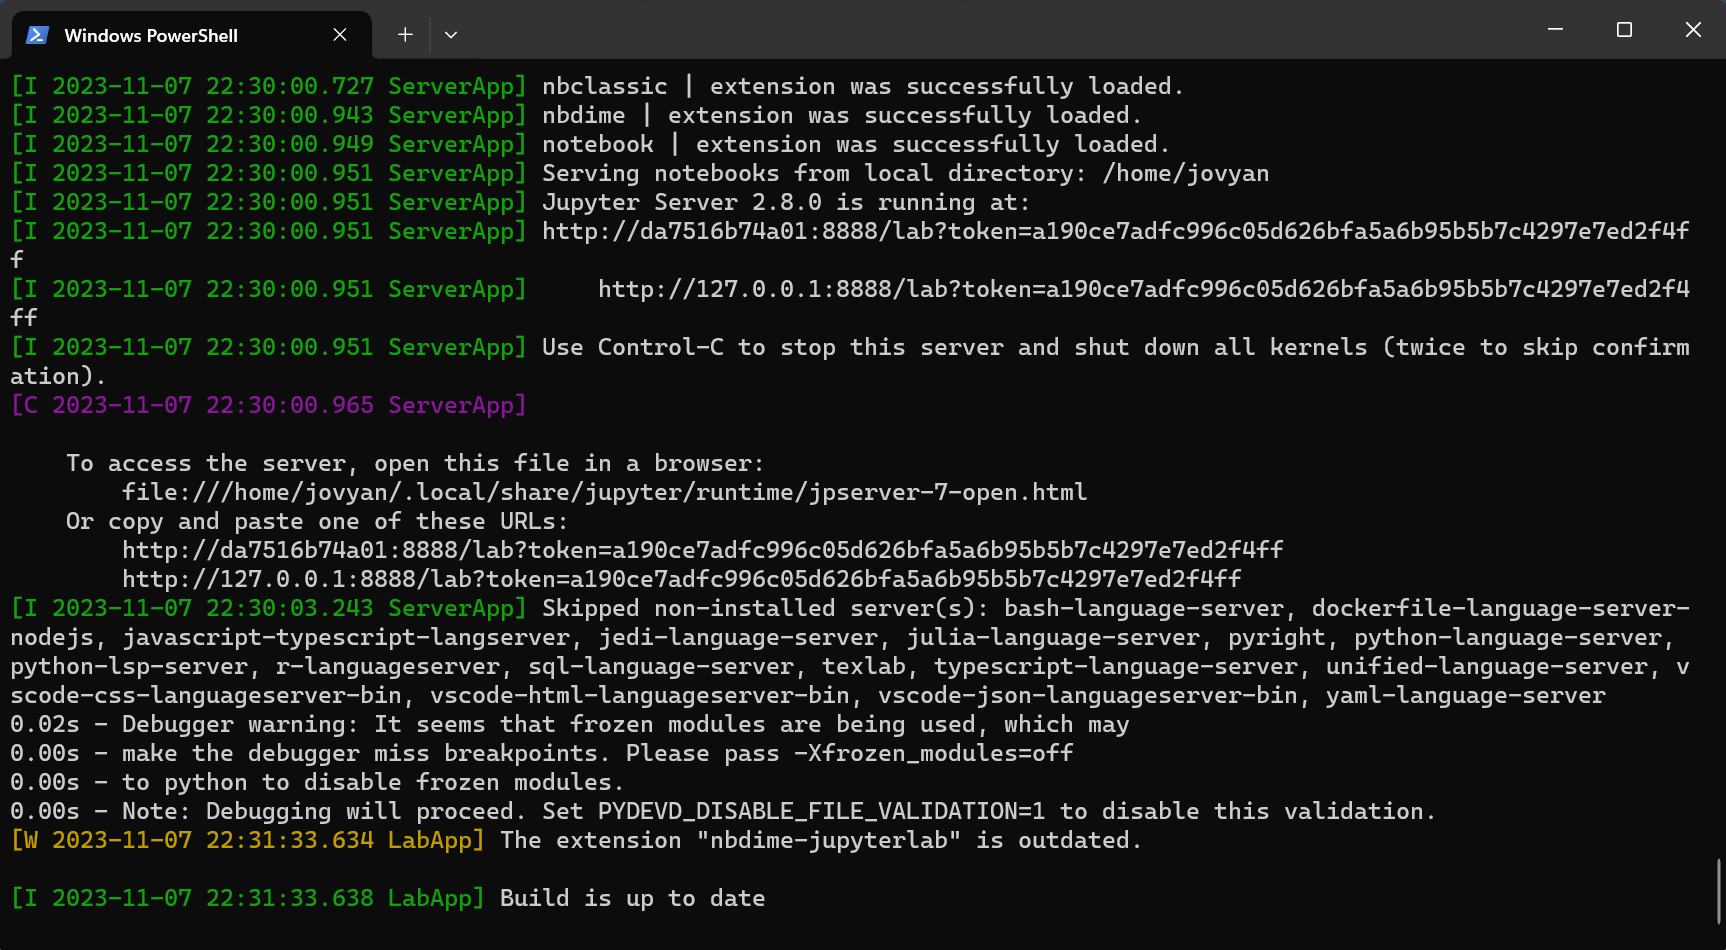 Windows PowerShell
[I 2023-11-07 22:30:00.727 ServerApp] nbclassic | extension was successfully loaded.
[I 2023-11-07 22:30:00.943 ServerApp] nbdime | extension was successfully loaded.
[I 2023-11-07 22:30:00.949 ServerApp] notebook | extension was successfully loaded.
[I 2023-11-07 22:30:00.951 ServerApp] Serving notebooks from local directory: /home/jovyan
[I 2023-11-07 22:30:00.951 ServerApp] Jupyter Server 2.8.0 is running at:
[I 2023-11-07 22:30:00.951 ServerApp] http://da7516b74a01:8888/lab?token=a190ce7adfc996c05d626bfa5a6b95b5b7c4297e7ed2f4f
f
[I 2023-11-07 22:30:00.951 ServerApp]     http://127.0.0.1:8888/lab?token=a190ce7adfc996c05d626bfa5a6b95b5b7c4297e7ed2f4
ff
[I 2023-11-07 22:30:00.951 ServerApp] Use Control-C to stop this server and shut down all kernels (twice to skip confirm
ation).
[C 2023-11-07 22:30:00.965 ServerApp]
To access the server, open this file in a browser:
file:///home/jovyan/.local/share/jupyter/runtime/jpserver-7-open.html
Or copy and paste one of these URLs:
http://da7516b74a01:8888/lab?token=a190ce7adfc996c05d626bfa5a6b95b5b7c4297e7ed2f4ff
http://127.0.0.1:8888/lab?token=a190ce7adfc996c05d626bfa5a6b95b5b7c4297e7ed2f4ff
[I 2023-11-07 22:30:03.243 ServerApp] Skipped non-installed server(s): bash-language-server, dockerfile-language-server-
nodejs, javascript-typescript-langserver, jedi-language-server, julia-language-server, pyright, python-language-server,
python-lsp-server, r-languageserver, sql-language-server, texlab, typescript-language-server, unified-language-server, v
scode-css-languageserver-bin, vscode-html-languageserver-bin, vscode-json-languageserver-bin, yaml-language-server
0.02s - Debugger warning: It seems that frozen modules are being used, which may
0.00s - make the debugger miss breakpoints. Please pass -Xfrozen_modules=off
0.00s - to python to disable frozen modules.
0.00s - Note: Debugging will proceed. Set PYDEVD_DISABLE_FILE_VALIDATION=1 to disable this validation.
[W 2023-11-07 22:31:33.634 LabApp] The extension "nbdime-jupyterlab" is outdated.
[I 2023-11-07 22:31:33.638 LabApp] Build is up to date